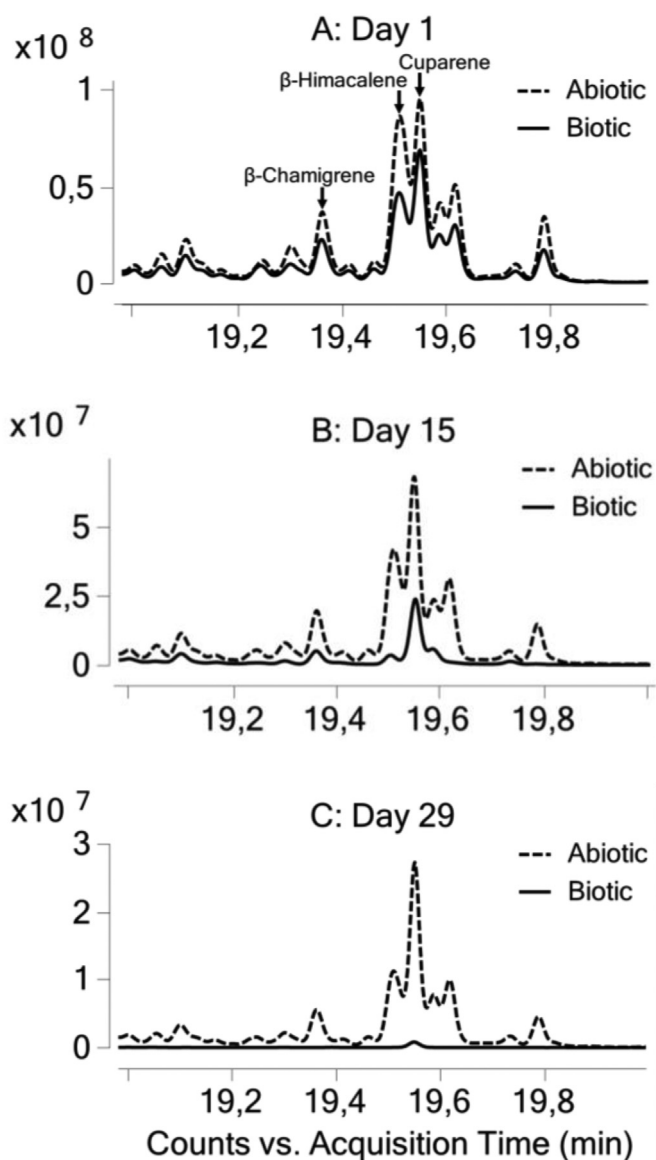 A: Day 1
x10 8
Cuparene
β-Himacalene
β-Chamigrene
Abiotic
Biotic
1
0,5
0
19,2 19,4 19,6 19,8
B: Day 15
x10 7
Abiotic
Biotic
5
2,5
0
19,2 19,4 19,6 19,8
C: Day 29
x10 7
Abiotic
Biotic
3
2
1
0
19,2 19,4 19,6 19,8
Counts vs. Acquisition Time (min)